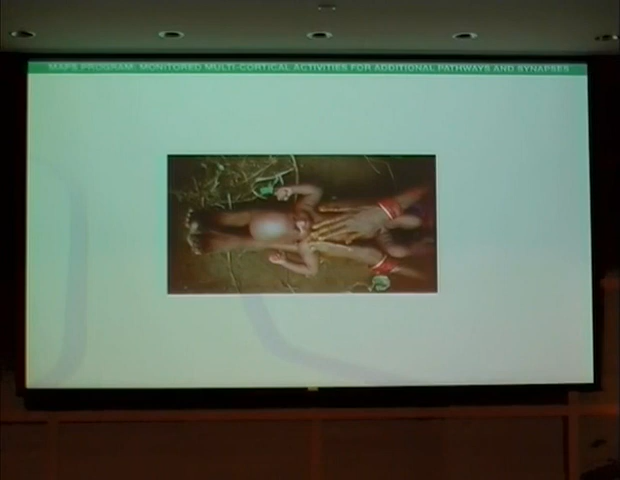 MAPS PROGRAM: MONITORED MULTI-CORTICAL ACTIVITIES FOR ADDITIONAL PATHWAYS AND SYNAPSES